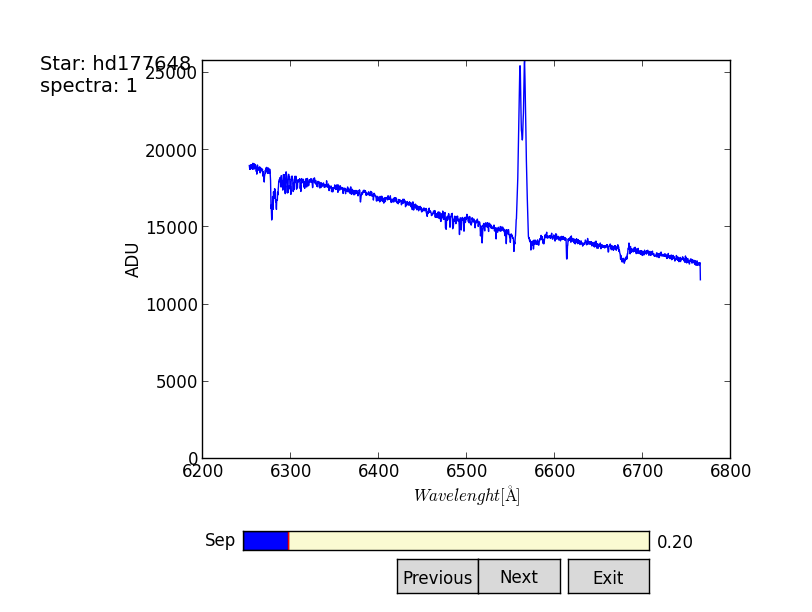 Star: hd177648
spectra: 1
25000
20000
15000
10000
5000
0
ADU
6200 6300 6400 6500 6600 6700 6800
Wavelenght[Å]
Sep 0.20
Previous Next Exit